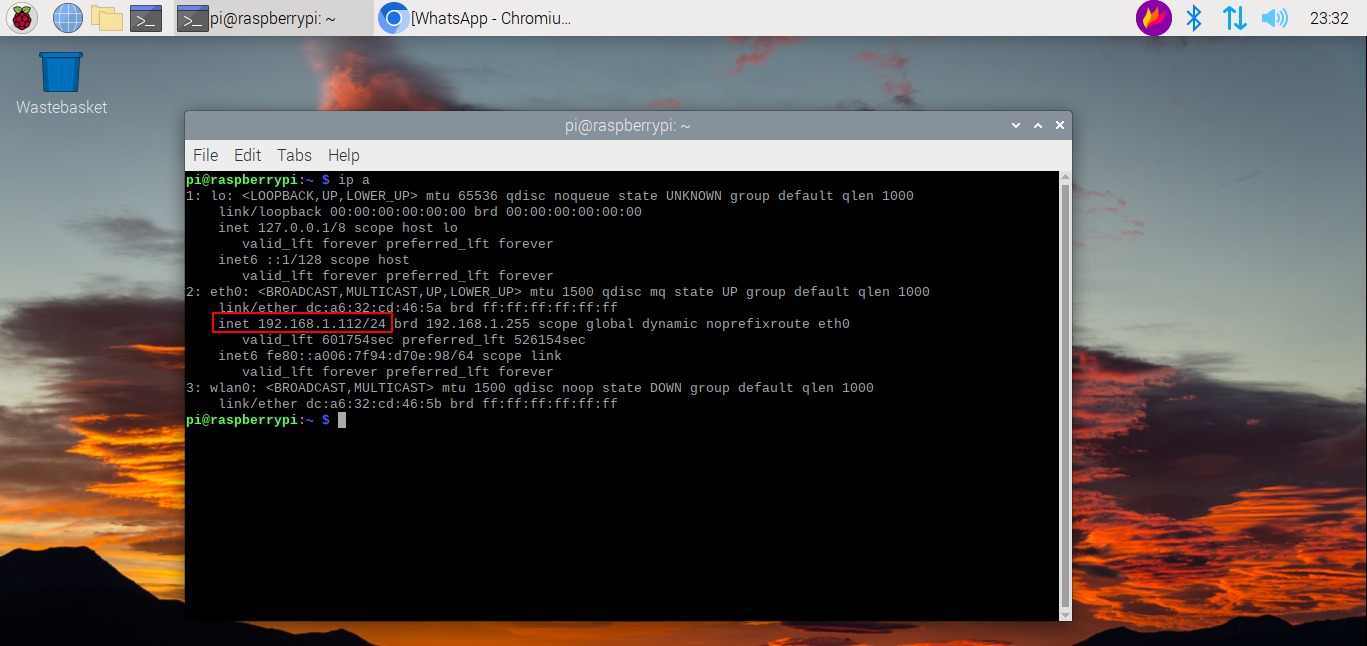 pi@raspberrypi: ~
[WhatsApp - Chromiu...
23:32
Wastebasket
pi@raspberrypi: ~
File Edit Tabs Help
pi@raspberrypi:~ $ ip a
1: lo: <LOOPBACK,UP,LOWER_UP> mtu 65536 qdisc noqueue state UNKNOWN group default qlen 1000
    link/loopback 00:00:00:00:00:00 brd 00:00:00:00:00:00
    inet 127.0.0.1/8 scope host lo
       valid_lft forever preferred_lft forever
    inet6 ::1/128 scope host
       valid_lft forever preferred_lft forever
2: eth0: <BROADCAST,MULTICAST,UP,LOWER_UP> mtu 1500 qdisc mq state UP group default qlen 1000
    link/ether dc:a6:32:cd:46:5a brd ff:ff:ff:ff:ff:ff
    inet 192.168.1.112/24 brd 192.168.1.255 scope global dynamic noprefixroute eth0
       valid_lft 601754sec preferred_lft 526154sec
    inet6 fe80::a006:7f94:d70e:98/64 scope link
       valid_lft forever preferred_lft forever
3: wlan0: <BROADCAST,MULTICAST> mtu 1500 qdisc noop state DOWN group default qlen 1000
    link/ether dc:a6:32:cd:46:5b brd ff:ff:ff:ff:ff:ff
pi@raspberrypi:~ $